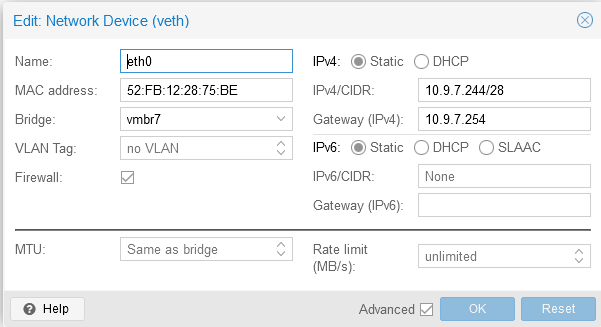 Edit: Network Device (veth)
Name: eth0 IPv4: Static DHCP
MAC address: 52:FB:12:28:75:BE IPv4/CIDR: 10.9.7.244/28
Bridge: vmbr7 Gateway (IPv4): 10.9.7.254
VLAN Tag: no VLAN IPv6: Static DHCP SLAAC
Firewall: IPv6/CIDR: None
Gateway (IPv6):
MTU: Same as bridge Rate limit (MB/s): unlimited
? Help Advanced OK Reset